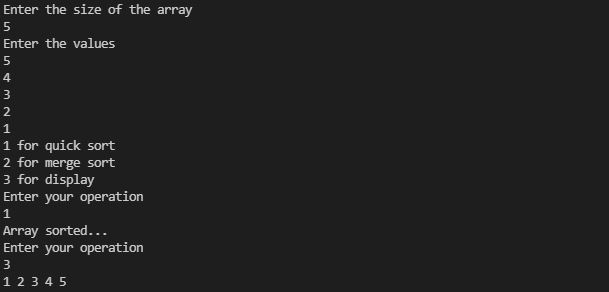 Enter the size of the array
5
Enter the values
5
4
3
2
1
1 for quick sort
2 for merge sort
3 for display
Enter your operation
1
Array sorted...
Enter your operation
3
1 2 3 4 5